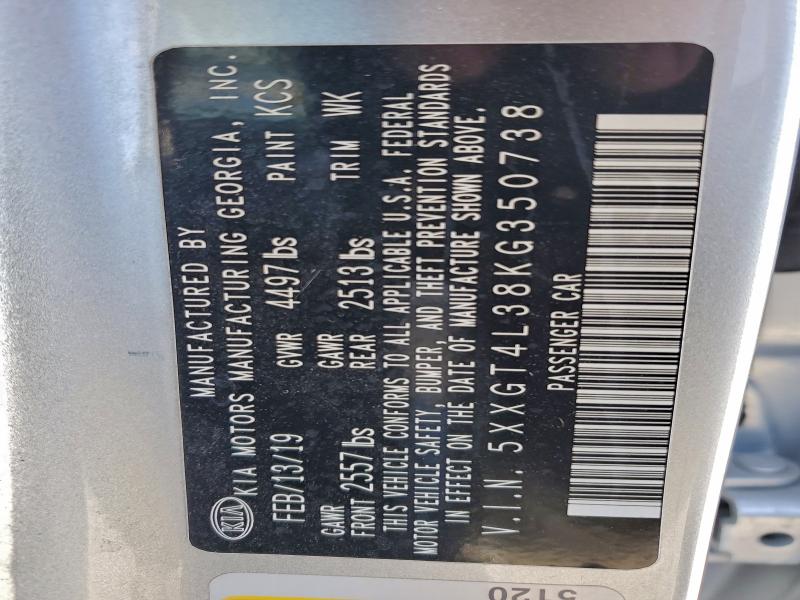 MANUFACTURED BY
KIA KIA MOTORS MANUFACTURING GEORGIA, INC.
FEB/13/19 GVWR 4497lbs PAINT KCS
GAWR FRONT 2557lbs GAWR REAR 2513lbs TRIM WK
THIS VEHICLE CONFORMS TO ALL APPLICABLE U.S.A. FEDERAL
MOTOR VEHICLE SAFETY, BUMPER, AND THEFT PREVENTION STANDARDS
IN EFFECT ON THE DATE OF MANUFACTURE SHOWN ABOVE.
V.I.N. 5XXGT4L38KG350738
PASSENGER CAR
5120